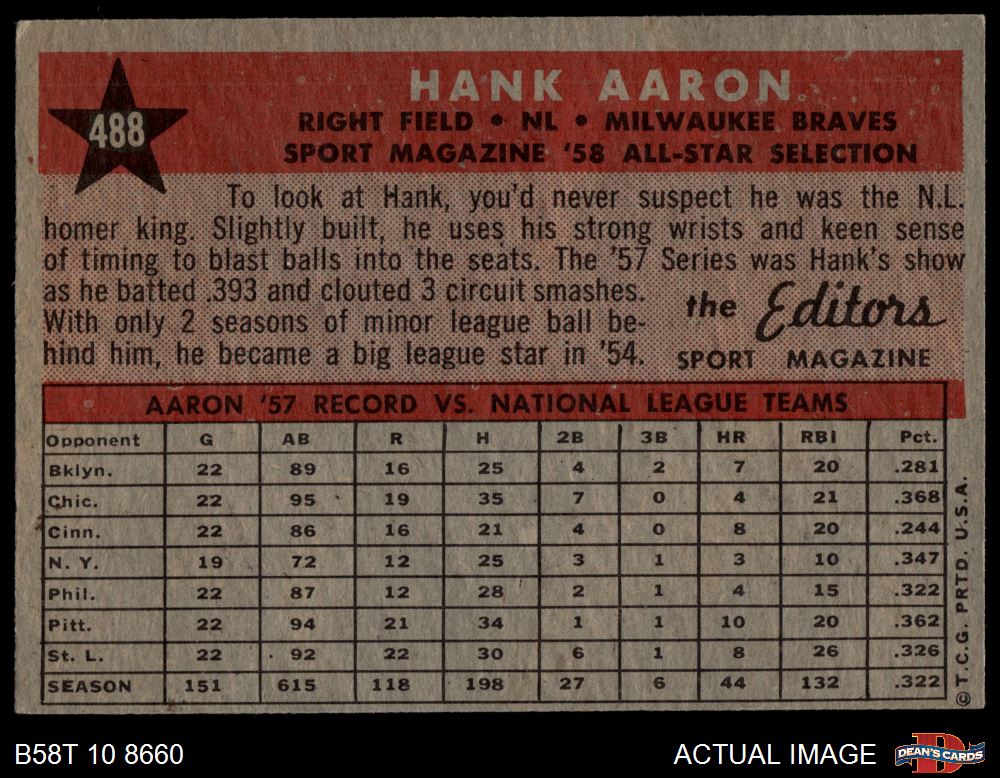 HANK AARON
488
RIGHT FIELD • NL • MILWAUKEE BRAVES
SPORT MAGAZINE '58 ALL-STAR SELECTION
To look at Hank, you'd never suspect he was the N.L.
homer king. Slightly built, he uses his strong wrists and keen sense
of timing to blast balls into the seats. The '57 Series was Hank's show
as he batted .393 and clouted 3 circuit smashes.
With only 2 seasons of minor league ball be-
hind him, he became a big league star in '54.
the Editors
SPORT MAGAZINE
AARON '57 RECORD VS. NATIONAL LEAGUE TEAMS
Opponent G AB R H 2B 3B HR RBI Pct.
Bklyn. 22 89 16 25 4 2 7 20 .281
Chic. 22 95 19 35 7 0 4 21 .368
Cinn. 22 86 16 21 4 0 8 20 .244
N. Y. 19 72 12 25 3 1 3 10 .347
Phil. 22 87 12 28 2 1 4 15 .322
Pitt. 22 94 21 34 1 1 10 20 .362
St. L. 22 92 22 30 6 1 8 26 .326
SEASON 151 615 118 198 27 6 44 132 .322
© T.C.G. PRTD. U.S.A.
B58T 10 8660
ACTUAL IMAGE
D
DEAN'S CARDS